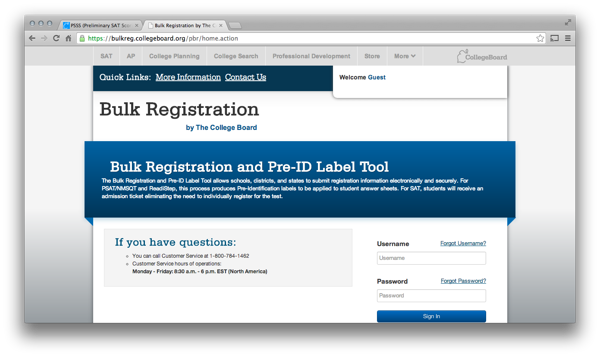 PSSS (Preliminary SAT Scor
Bulk Registration by The C
https://bulkreg.collegeboard.org/pbr/home.action
SAT AP College Planning College Search Professional Development Store More CollegeBoard
Quick Links: More Information Contact Us
Welcome Guest
Bulk Registration
by The College Board
Bulk Registration and Pre-ID Label Tool
The Bulk Registration and Pre-ID Label Tool allows schools, districts, and states to submit registration information electronically and securely. For
PSAT/NMSQT and ReadiStep, this process produces Pre-Identification labels to be applied to student answer sheets. For SAT, students will receive an
admission ticket eliminating the need to individually register for the test.
If you have questions:
You can call Customer Service at 1-800-784-1462
Customer Service hours of operations:
Monday - Friday: 8:30 a.m. - 6 p.m. EST (North America)
Username Forgot Username?
Username
Password Forgot Password?
Password
Sign In